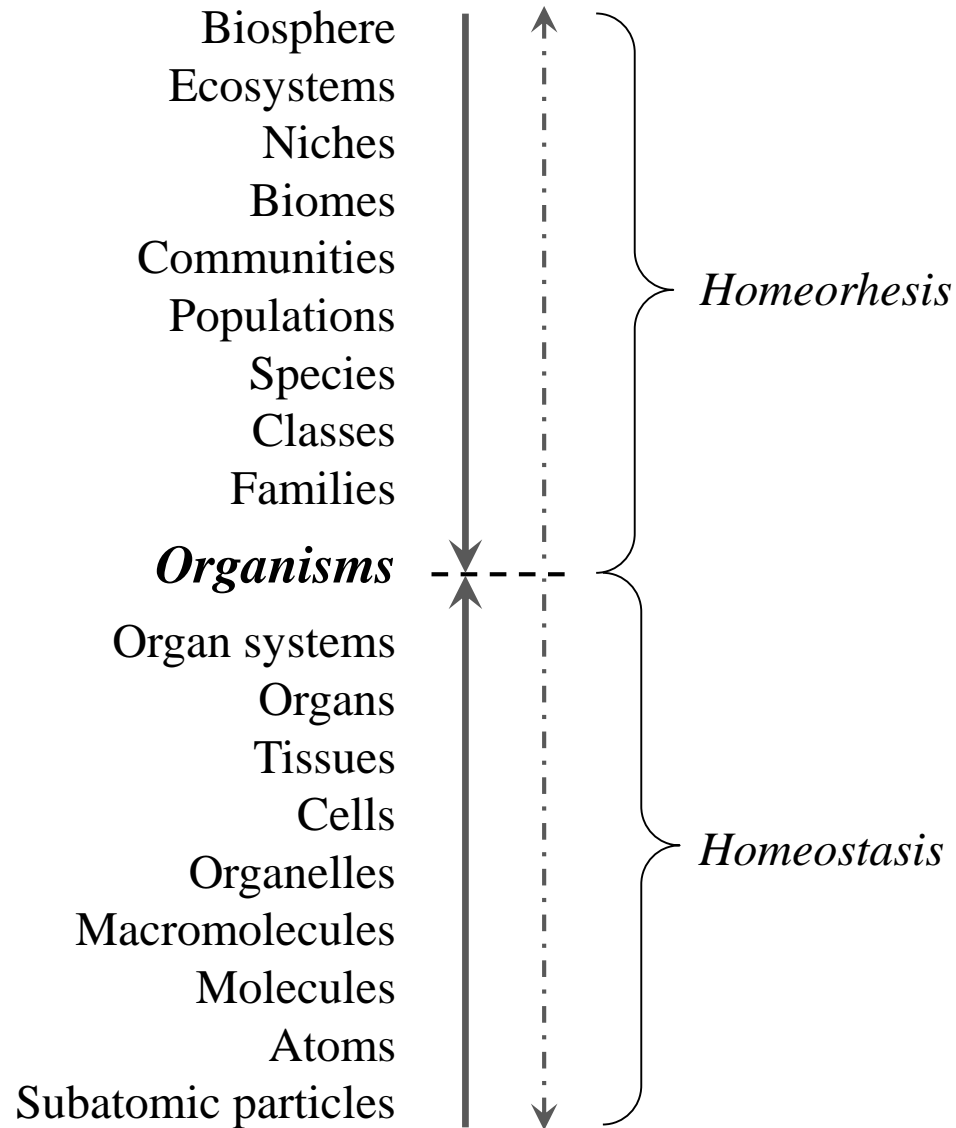 Biosphere
Ecosystems
Niches
Biomes
Communities
Populations
Homeorhesis
Species
Classes
Families
Organisms
Organ systems
Organs
Tissues
Cells
Homeostasis
Organelles
Macromolecules
Molecules
Atoms
Subatomic particles